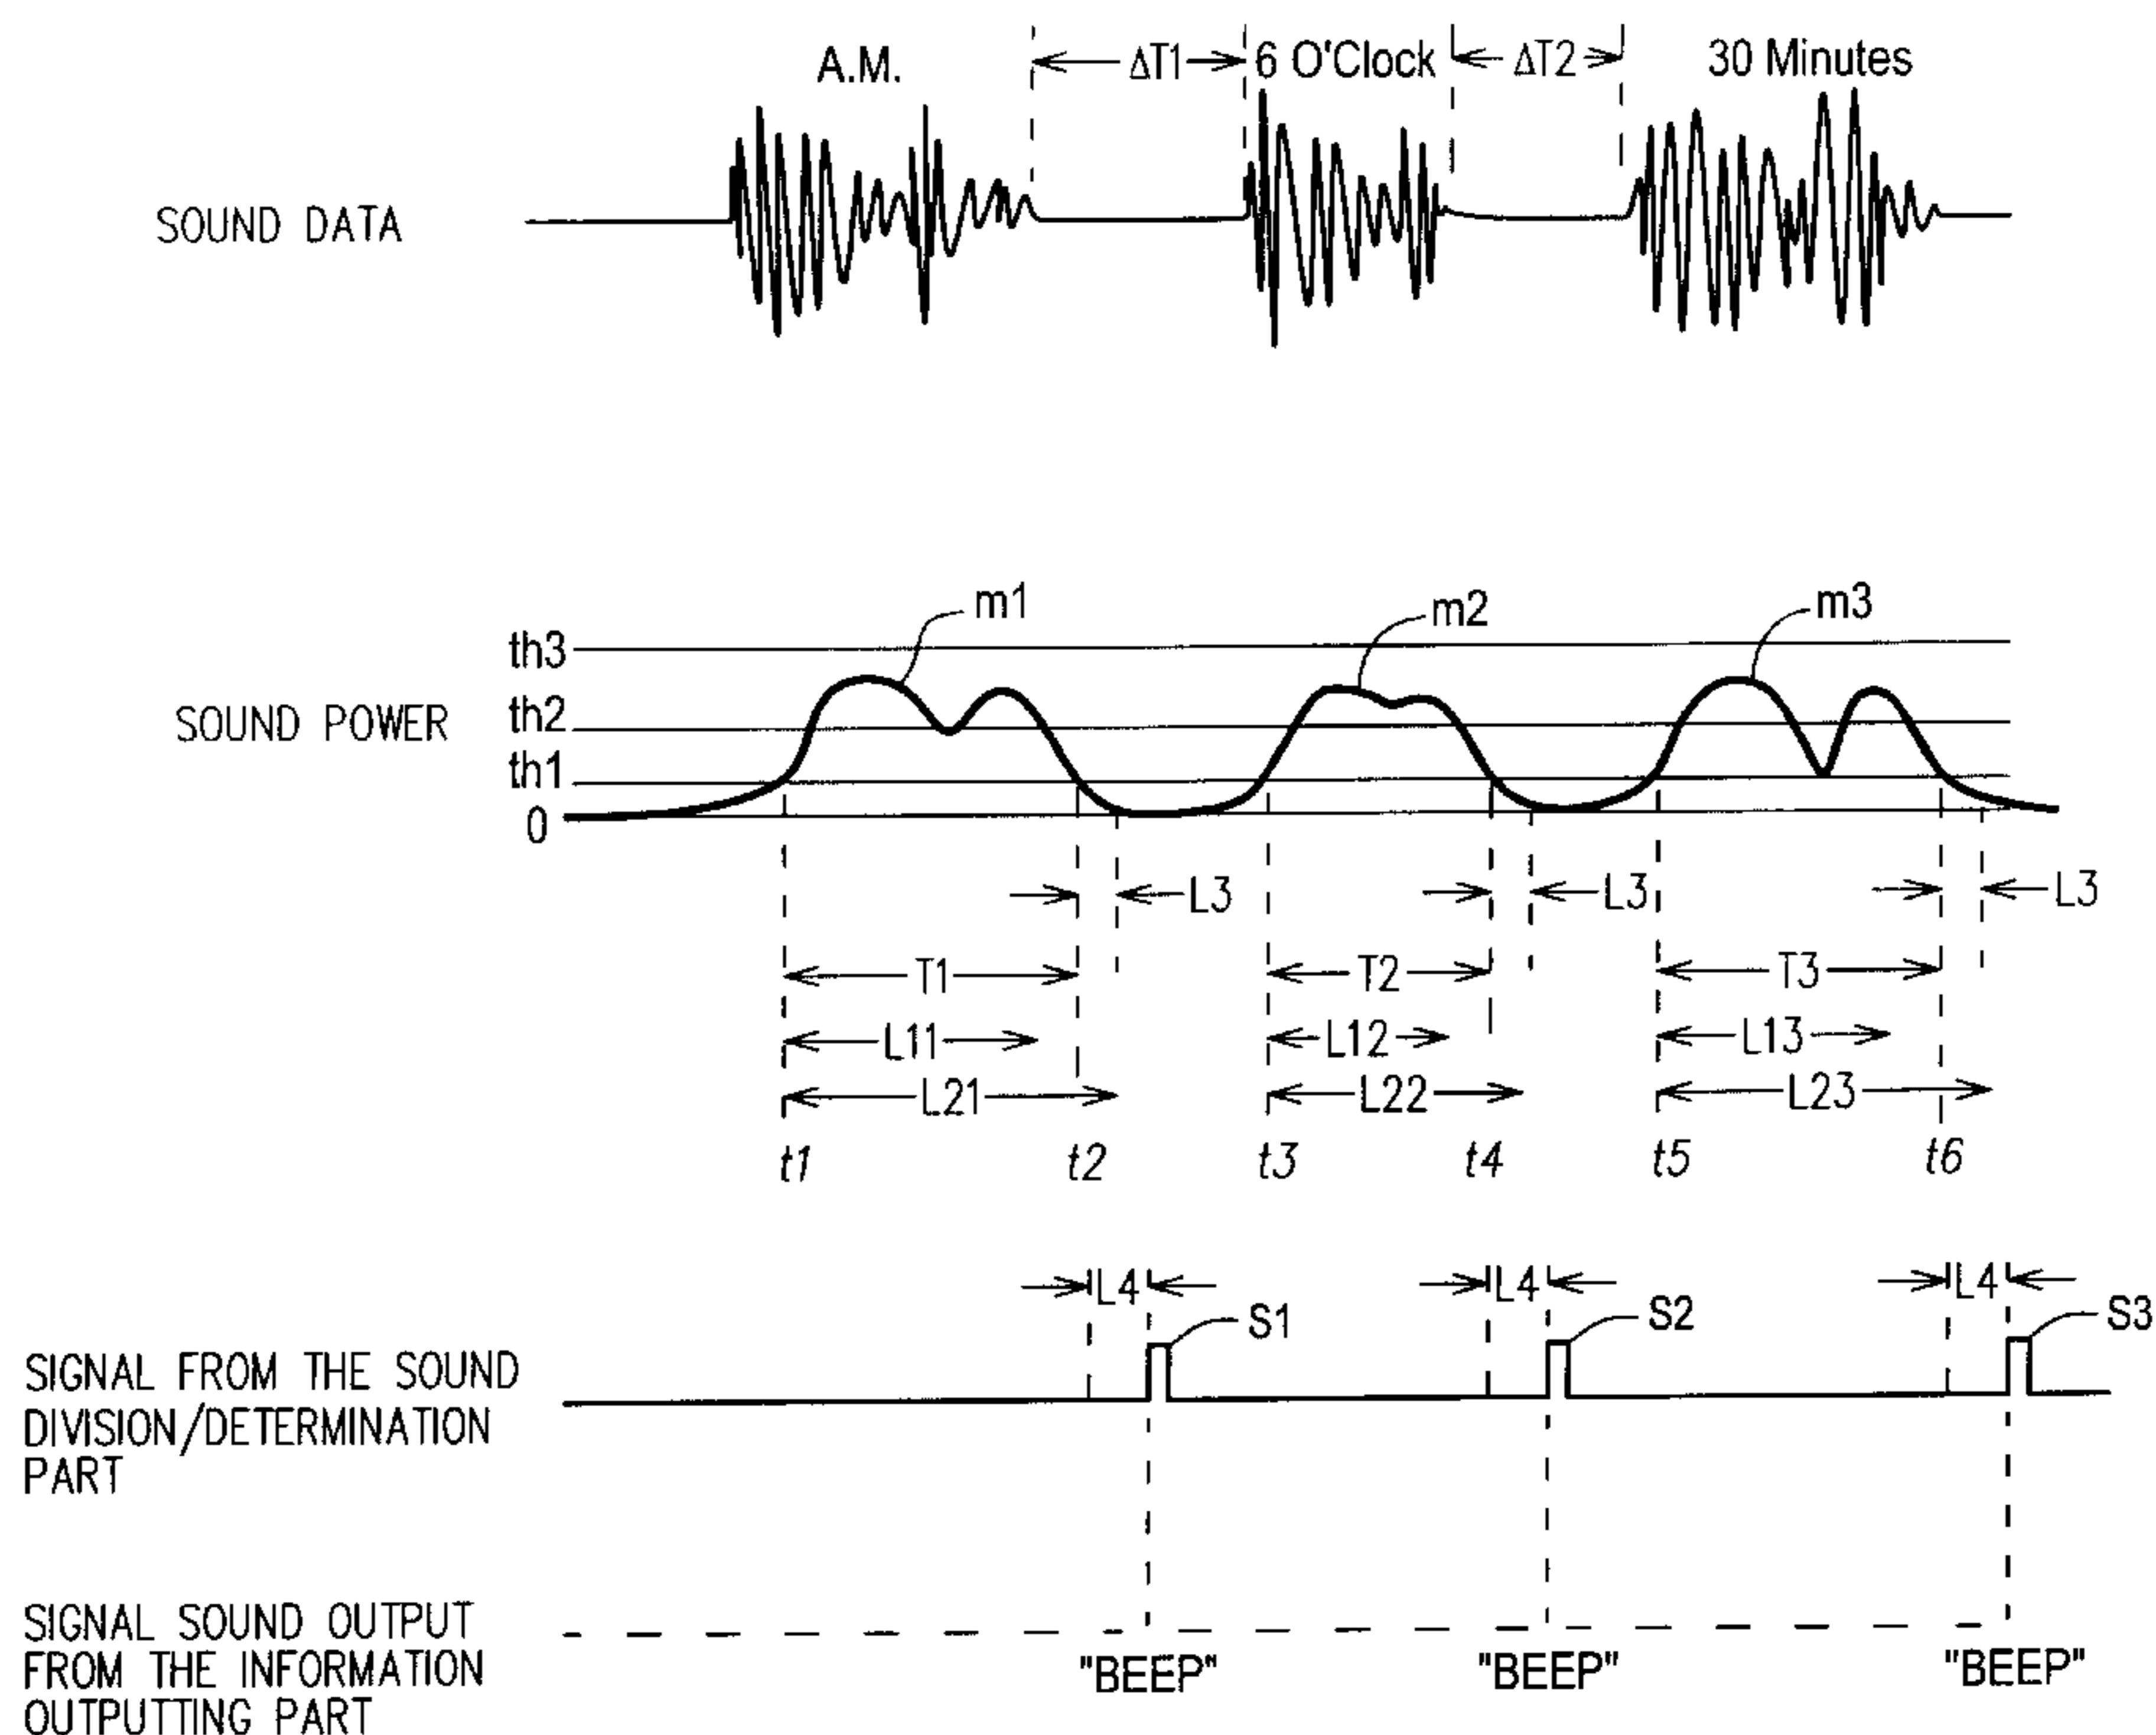 A.M.
ΔT1
6 O'Clock
ΔT2
30 Minutes
SOUND DATA
m1
m2
m3
th3
SOUND POWER
th2
th1
0
L3
L3
L3
T1
T2
T3
L11
L12
L13
L21
L22
L23
t1
t2
t3
t4
t5
t6
L4
L4
L4
S1
S2
S3
SIGNAL FROM THE SOUND
DIVISION/DETERMINATION
PART
SIGNAL SOUND OUTPUT
FROM THE INFORMATION
OUTPUTTING PART
"BEEP"
"BEEP"
"BEEP"